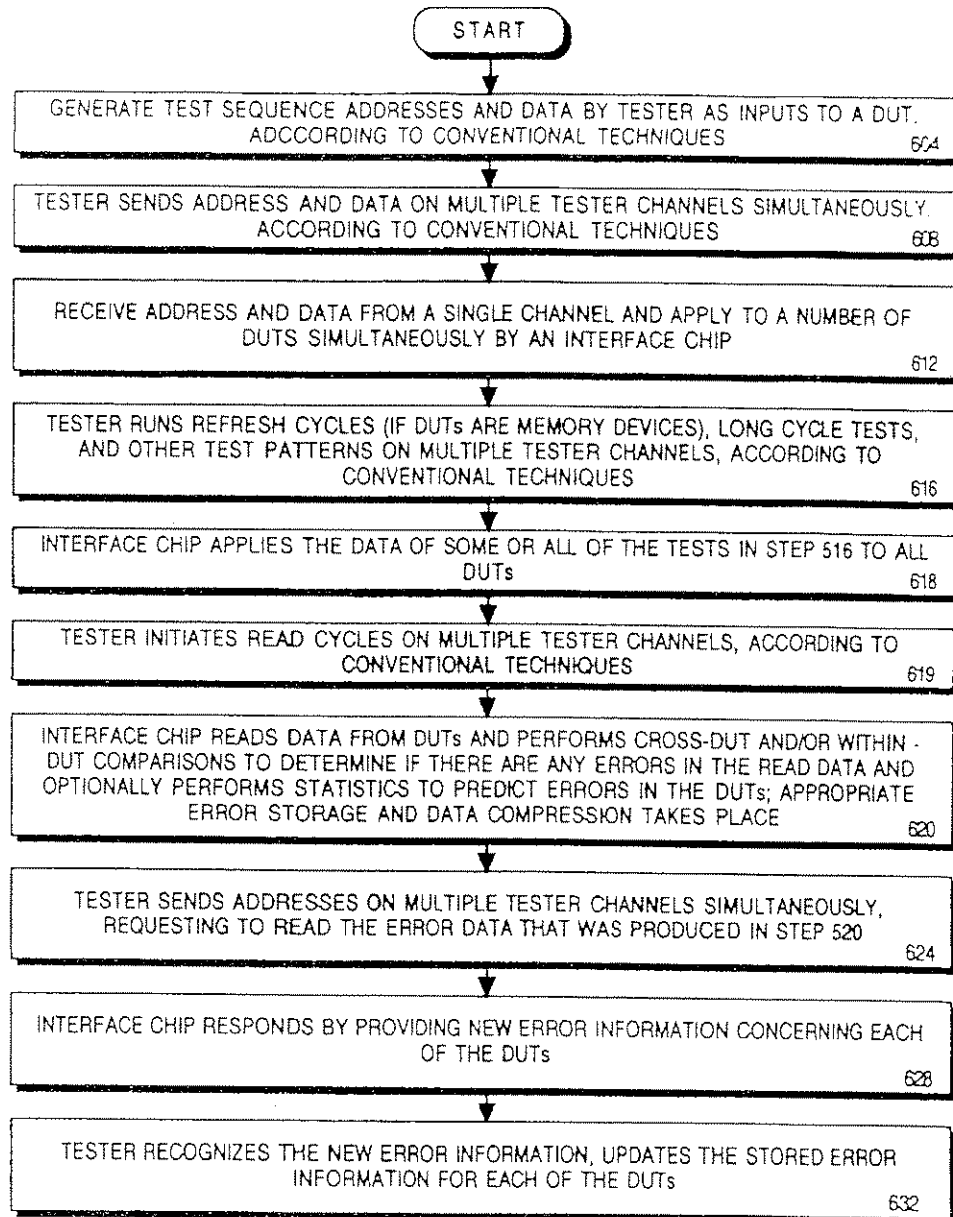 START
GENERATE TEST SEQUENCE ADDRESSES AND DATA BY TESTER AS INPUTS TO A DUT.
ADCCORDING TO CONVENTIONAL TECHNIQUES
604
TESTER SENDS ADDRESS AND DATA ON MULTIPLE TESTER CHANNELS SIMULTANEOUSLY.
ACCORDING TO CONVENTIONAL TECHNIQUES
608
RECEIVE ADDRESS AND DATA FROM A SINGLE CHANNEL AND APPLY TO A NUMBER OF
DUTS SIMULTANEOUSLY BY AN INTERFACE CHIP
612
TESTER RUNS REFRESH CYCLES (IF DUTs ARE MEMORY DEVICES), LONG CYCLE TESTS,
AND OTHER TEST PATTERNS ON MULTIPLE TESTER CHANNELS, ACCORDING TO
CONVENTIONAL TECHNIQUES
616
INTERFACE CHIP APPLIES THE DATA OF SOME OR ALL OF THE TESTS IN STEP 516 TO ALL
DUTs
618
TESTER INITIATES READ CYCLES ON MULTIPLE TESTER CHANNELS, ACCORDING TO
CONVENTIONAL TECHNIQUES
619
INTERFACE CHIP READS DATA FROM DUTs AND PERFORMS CROSS-DUT AND/OR WITHIN -
DUT COMPARISONS TO DETERMINE IF THERE ARE ANY ERRORS IN THE READ DATA AND
OPTIONALLY PERFORMS STATISTICS TO PREDICT ERRORS IN THE DUTs; APPROPRIATE
ERROR STORAGE AND DATA COMPRESSION TAKES PLACE
620
TESTER SENDS ADDRESSES ON MULTIPLE TESTER CHANNELS SIMULTANEOUSLY,
REQUESTING TO READ THE ERROR DATA THAT WAS PRODUCED IN STEP 520
624
INTERFACE CHIP RESPONDS BY PROVIDING NEW ERROR INFORMATION CONCERNING EACH
OF THE DUTs
628
TESTER RECOGNIZES THE NEW ERROR INFORMATION, UPDATES THE STORED ERROR
INFORMATION FOR EACH OF THE DUTs
632